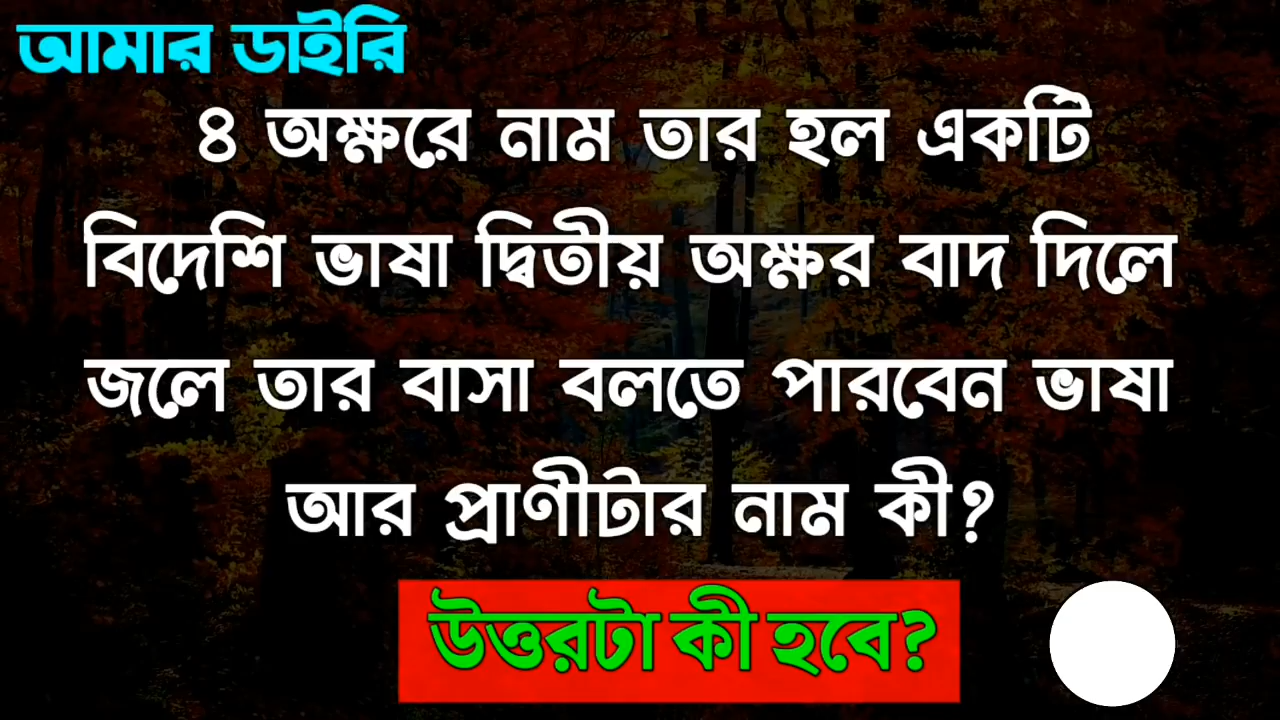 আমার ডাইরি
৪ অক্ষরে নাম তার হল একটি
বিদেশি ভাষা দ্বিতীয় অক্ষর বাদ দিলে
জলে তার বাসা বলতে পারবেন ভাষা
আর প্রাণীটার নাম কী?
উত্তরটা কী হবে?